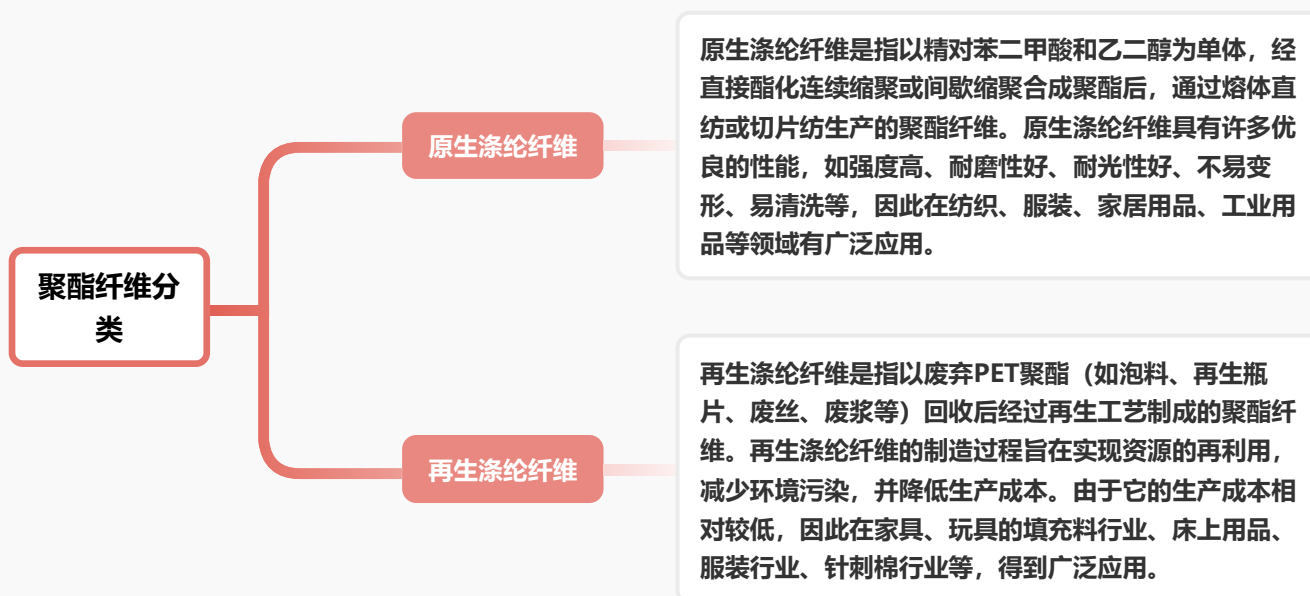 聚酯纤维分
类
原生涤纶纤维
原生涤纶纤维是指以精对苯二甲酸和乙二醇为单体，经
直接酯化连续缩聚或间歇缩聚合成聚酯后，通过熔体直
纺或切片纺生产的聚酯纤维。原生涤纶纤维具有许多优
良的性能，如强度高、耐磨性好、耐光性好、不易变
形、易清洗等，因此在纺织、服装、家居用品、工业用
品等领域有广泛应用。
再生涤纶纤维
再生涤纶纤维是指以废弃PET聚酯（如泡料、再生瓶
片、废丝、废浆等）回收后经过再生工艺制成的聚酯纤
维。再生涤纶纤维的制造过程旨在实现资源的再利用，
减少环境污染，并降低生产成本。由于它的生产成本相
对较低，因此在家具、玩具的填充料行业、床上用品、
服装行业、针刺棉行业等，得到广泛应用。